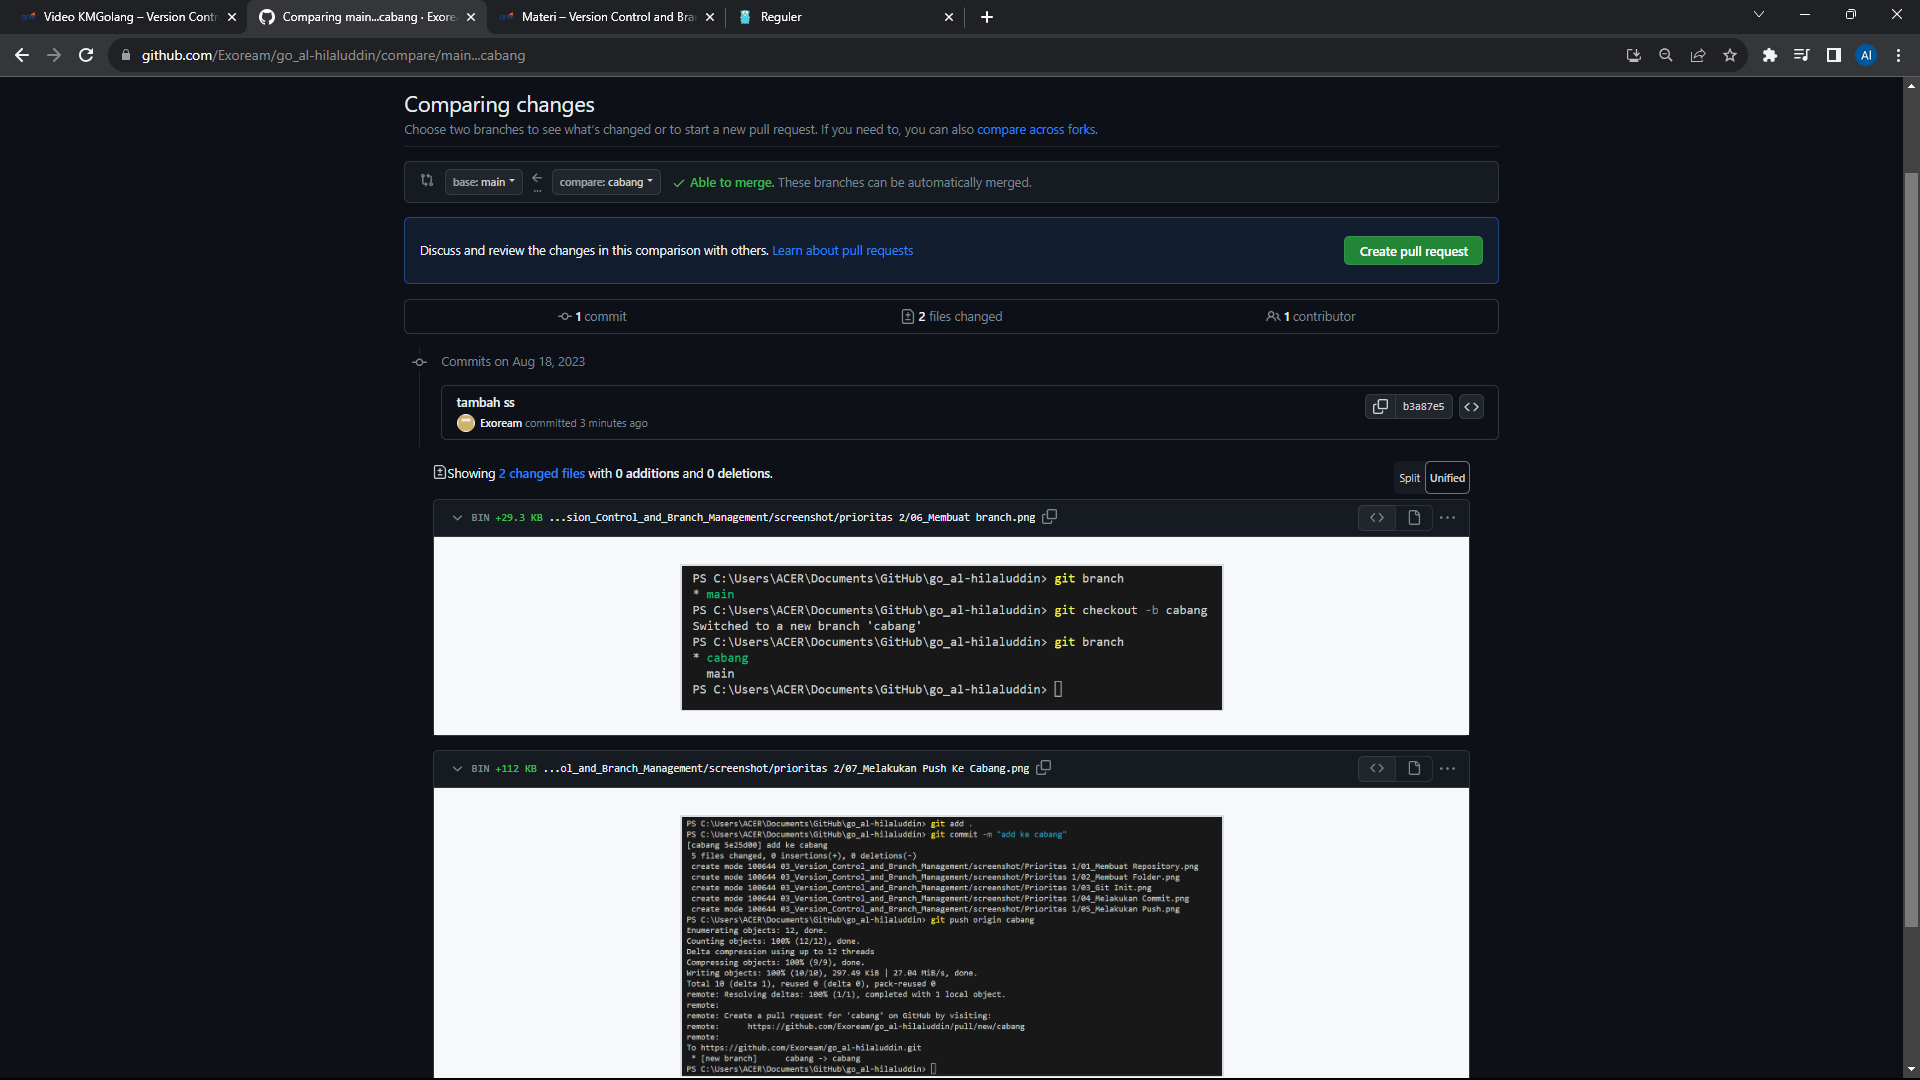 Video KMGolang – Version Contr
Comparing main...cabang · Exore
Materi – Version Control and Bra
Reguler
github.com/Exoream/go_al-hilaluddin/compare/main...cabang
AI
Comparing changes
Choose two branches to see what's changed or to start a new pull request. If you need to, you can also compare across forks.
base: main
...
compare: cabang
Able to merge. These branches can be automatically merged.
Discuss and review the changes in this comparison with others. Learn about pull requests
Create pull request
1 commit
2 files changed
1 contributor
Commits on Aug 18, 2023
tambah ss
Exoream committed 3 minutes ago
b3a87e5
Showing 2 changed files with 0 additions and 0 deletions.
Split
Unified
BIN +29.3 KB ...sion_Control_and_Branch_Management/screenshot/prioritas 2/06_Membuat branch.png
PS C:\Users\ACER\Documents\GitHub\go_al-hilaluddin> git branch
* main
PS C:\Users\ACER\Documents\GitHub\go_al-hilaluddin> git checkout -b cabang
Switched to a new branch 'cabang'
PS C:\Users\ACER\Documents\GitHub\go_al-hilaluddin> git branch
* cabang
main
PS C:\Users\ACER\Documents\GitHub\go_al-hilaluddin>
BIN +112 KB ...ol_and_Branch_Management/screenshot/prioritas 2/07_Melakukan Push Ke Cabang.png
PS C:\Users\ACER\Documents\GitHub\go_al-hilaluddin> git add .
PS C:\Users\ACER\Documents\GitHub\go_al-hilaluddin> git commit -m "add ke cabang"
[cabang 5e25d00] add ke cabang
5 files changed, 0 insertions(+), 0 deletions(-)
create mode 100644 03_Version_Control_and_Branch_Management/screenshot/Prioritas 1/01_Membuat Repository.png
create mode 100644 03_Version_Control_and_Branch_Management/screenshot/Prioritas 1/02_Membuat Folder.png
create mode 100644 03_Version_Control_and_Branch_Management/screenshot/Prioritas 1/03_Git Init.png
create mode 100644 03_Version_Control_and_Branch_Management/screenshot/Prioritas 1/04_Melakukan Commit.png
create mode 100644 03_Version_Control_and_Branch_Management/screenshot/Prioritas 1/05_Melakukan Push.png
PS C:\Users\ACER\Documents\GitHub\go_al-hilaluddin> git push origin cabang
Enumerating objects: 12, done.
Counting objects: 100% (12/12), done.
Delta compression using up to 12 threads
Compressing objects: 100% (9/9), done.
Writing objects: 100% (10/10), 297.49 KiB | 27.04 MiB/s, done.
Total 10 (delta 1), reused 0 (delta 0), pack-reused 0
remote: Resolving deltas: 100% (1/1), completed with 1 local object.
remote:
remote: Create a pull request for 'cabang' on GitHub by visiting:
remote: https://github.com/Exoream/go_al-hilaluddin/pull/new/cabang
remote:
To https://github.com/Exoream/go_al-hilaluddin.git
* [new branch] cabang -> cabang
PS C:\Users\ACER\Documents\GitHub\go_al-hilaluddin>